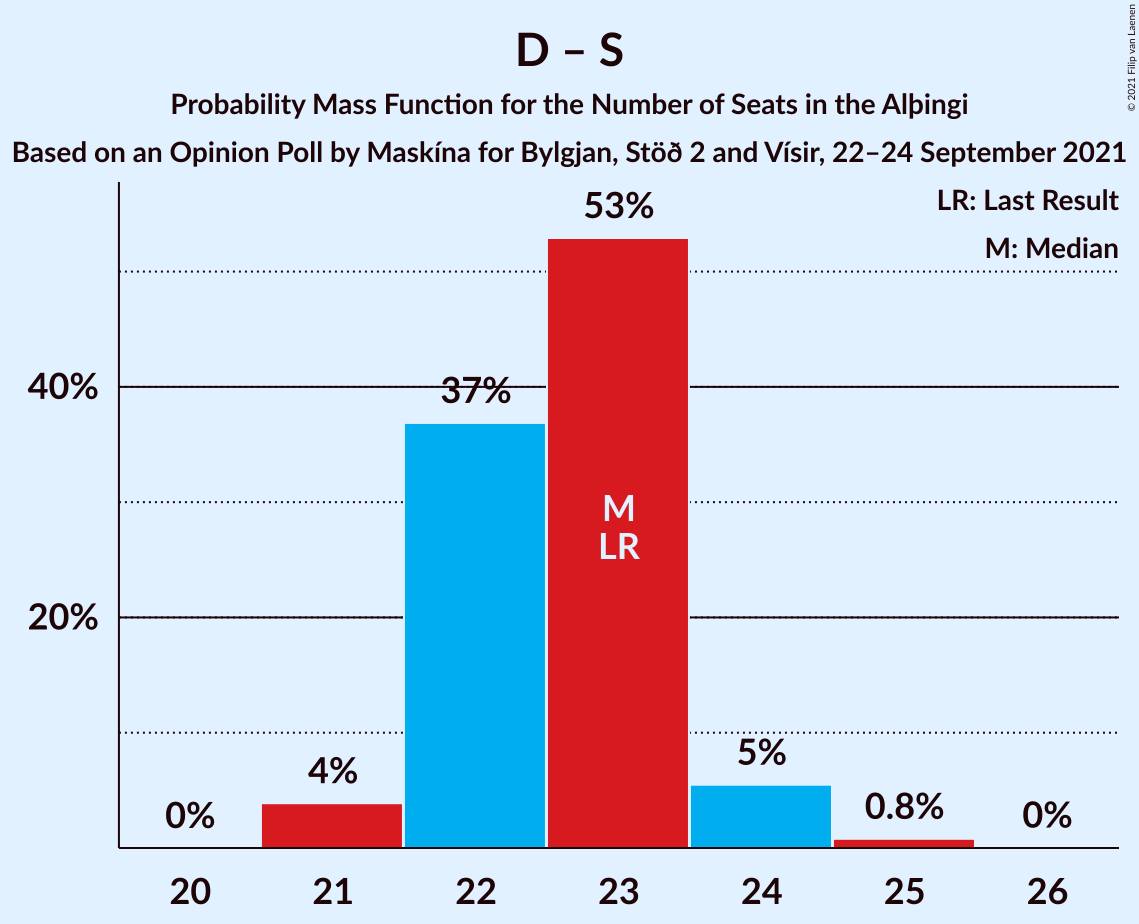 D – S
Probability Mass Function for the Number of Seats in the Alþingi
Based on an Opinion Poll by Maskína for Bylgjan, Stöð 2 and Vísir, 22–24 September 2021
© 2021 Filip van Laenen
LR: Last Result
M: Median
53%
40%
37%
M
LR
20%
5%
4%
0.8%
0%
0%
20 21 22 23 24 25 26